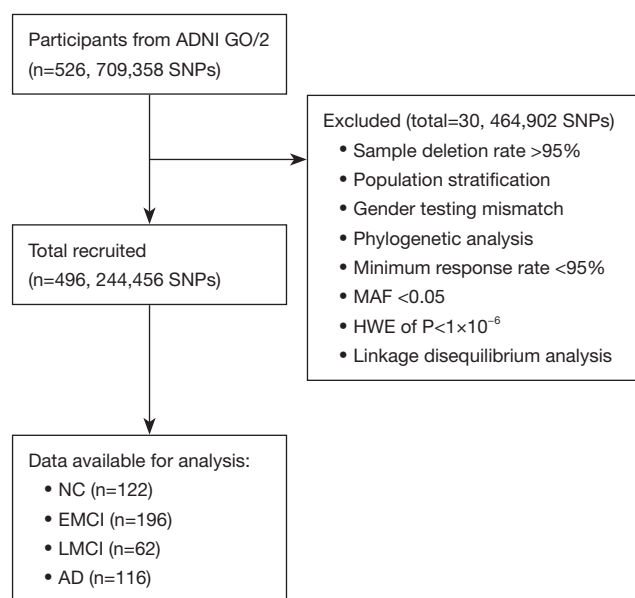 Participants from ADNI GO/2
(n=526, 709,358 SNPs)
Excluded (total=30, 464,902 SNPs)
• Sample deletion rate >95%
• Population stratification
• Gender testing mismatch
• Phylogenetic analysis
• Minimum response rate <95%
• MAF <0.05
• HWE of P<1×10⁻⁶
• Linkage disequilibrium analysis
Total recruited
(n=496, 244,456 SNPs)
Data available for analysis:
• NC (n=122)
• EMCI (n=196)
• LMCI (n=62)
• AD (n=116)